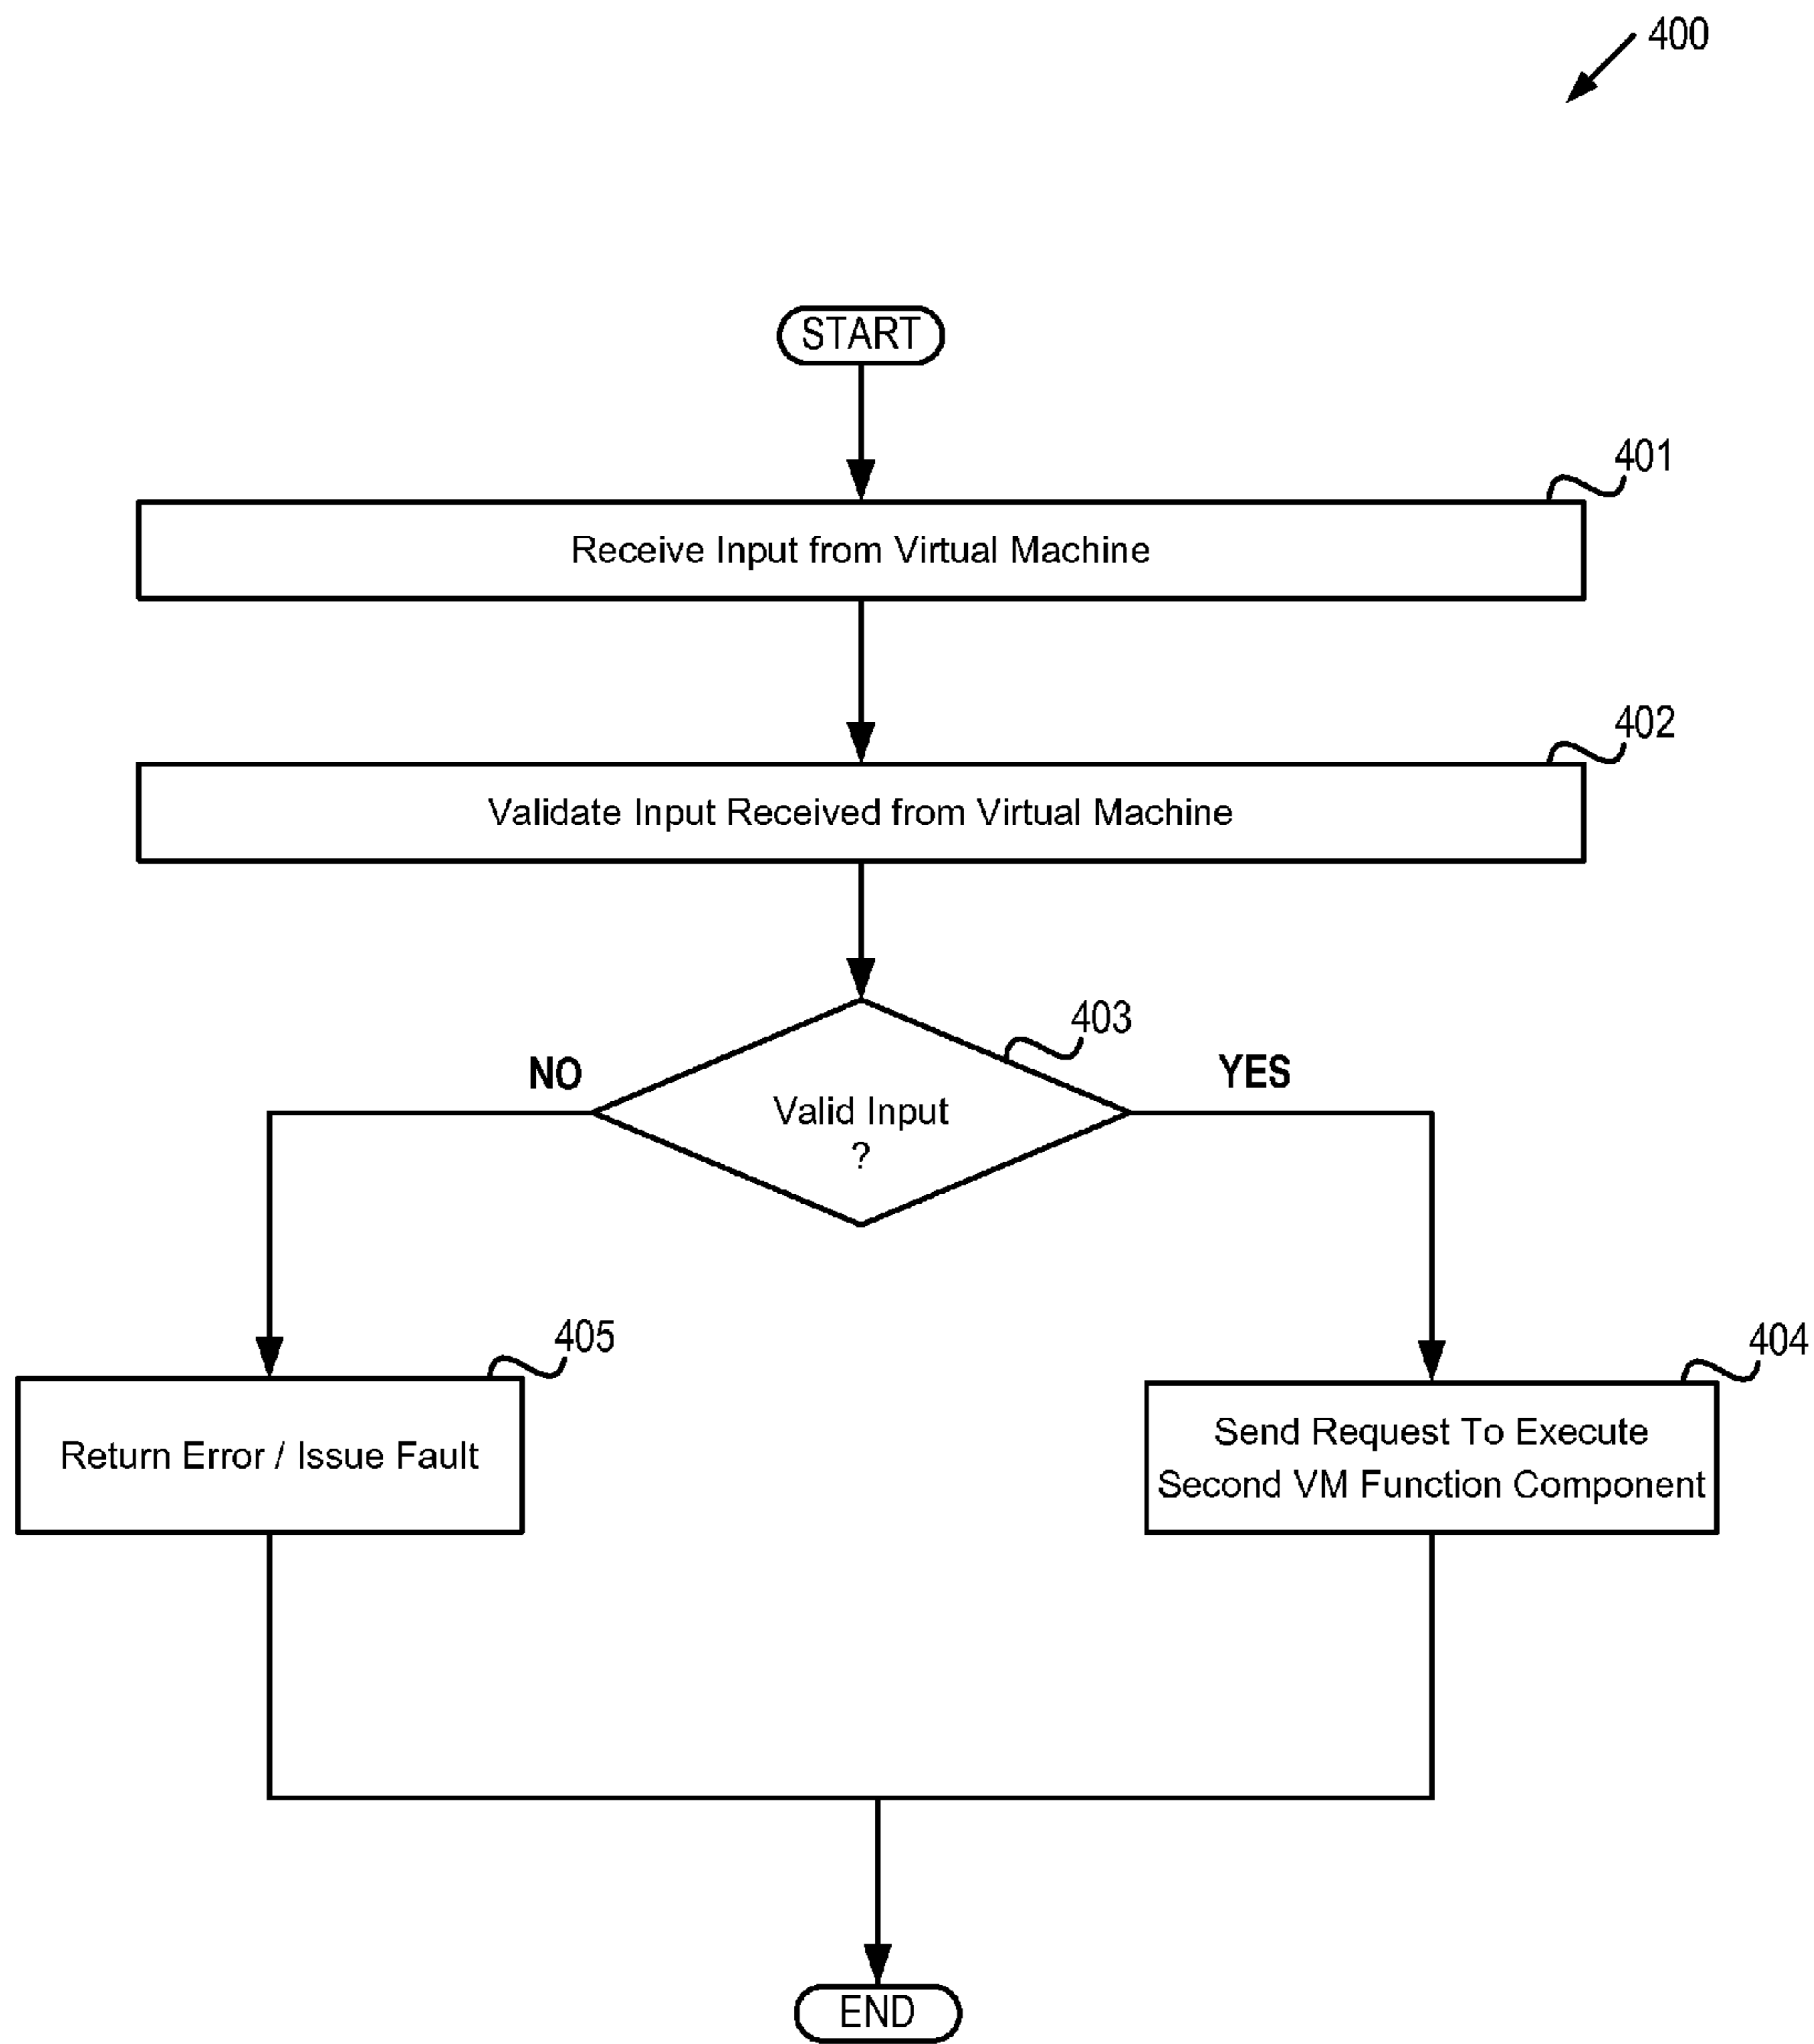 400
START
401
Receive Input from Virtual Machine
402
Validate Input Received from Virtual Machine
403
NO
YES
Valid Input
?
405
404
Return Error / Issue Fault
Send Request To Execute
Second VM Function Component
END